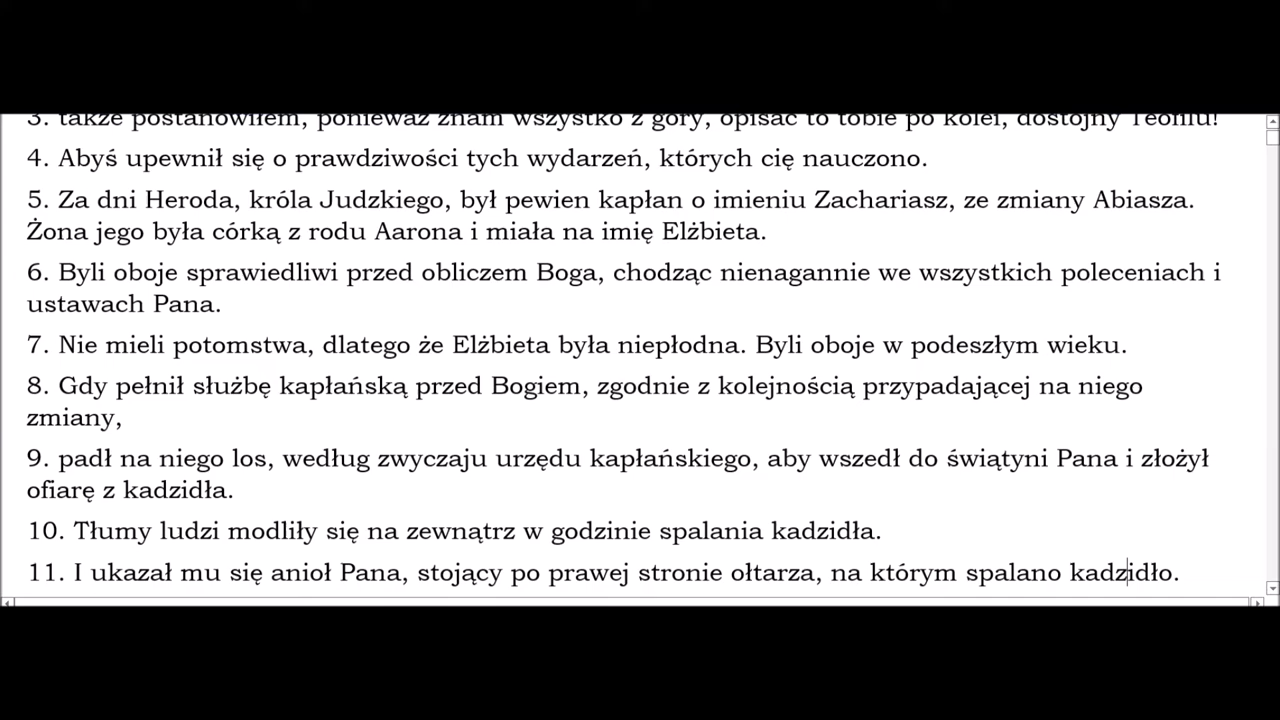 3. także postanowiłem, ponieważ znam wszystko z góry, opisać to tobie po kolei, dostojny Teofilu!
4. Abyś upewnił się o prawdziwości tych wydarzeń, których cię nauczono.
5. Za dni Heroda, króla Judzkiego, był pewien kapłan o imieniu Zachariasz, ze zmiany Abiasza.
Żona jego była córką z rodu Aarona i miała na imię Elżbieta.
6. Byli oboje sprawiedliwi przed obliczem Boga, chodząc nienagannie we wszystkich poleceniach i
ustawach Pana.
7. Nie mieli potomstwa, dlatego że Elżbieta była niepłodna. Byli oboje w podeszłym wieku.
8. Gdy pełnił służbę kapłańską przed Bogiem, zgodnie z kolejnością przypadającej na niego
zmiany,
9. padł na niego los, według zwyczaju urzędu kapłańskiego, aby wszedł do świątyni Pana i złożył
ofiarę z kadzidła.
10. Tłumy ludzi modliły się na zewnątrz w godzinie spalania kadzidła.
11. I ukazał mu się anioł Pana, stojący po prawej stronie ołtarza, na którym spalano kadzidło.